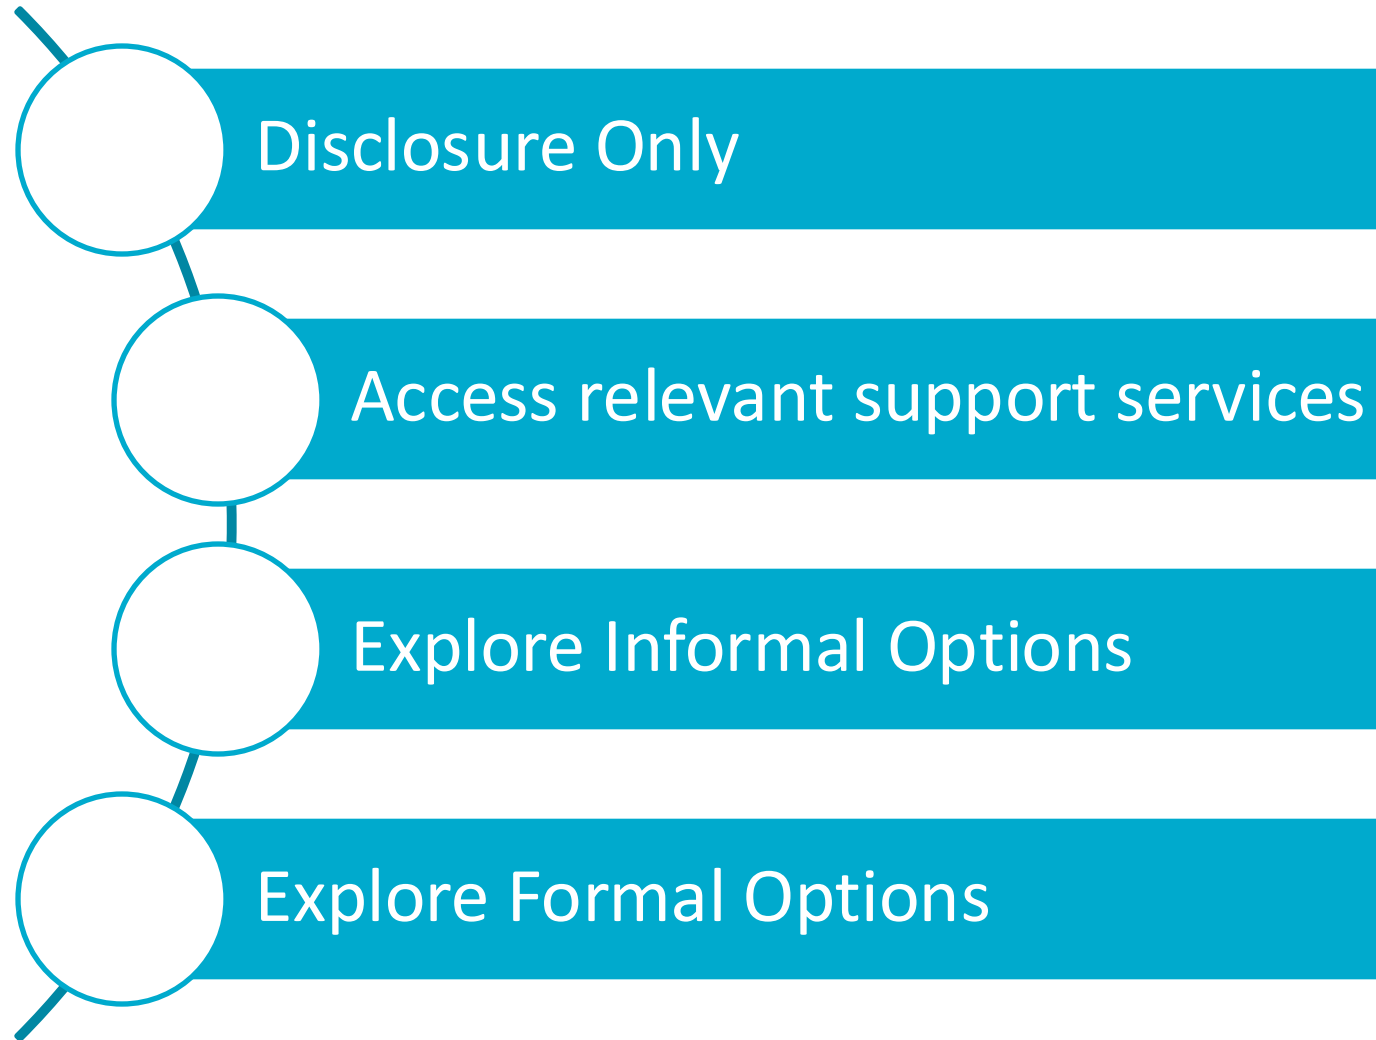 Disclosure Only
Access relevant support services
Explore Informal Options
Explore Formal Options